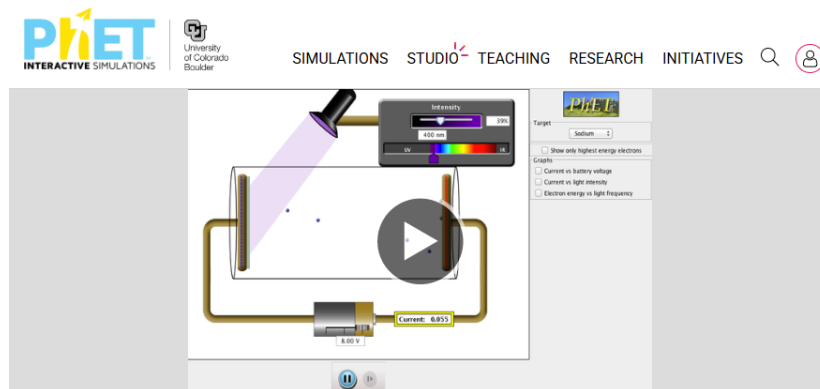 PhET
INTERACTIVE SIMULATIONS
CU
University
of Colorado
Boulder
SIMULATIONS STUDIO TEACHING RESEARCH INITIATIVES
Intensity
39%
400 nm
UV
IR
PhET
Target
Sodium
Show only highest energy electrons
Graphs
Current vs battery voltage
Current vs light intensity
Electron energy vs light frequency
Current: 0.055
8.00 V